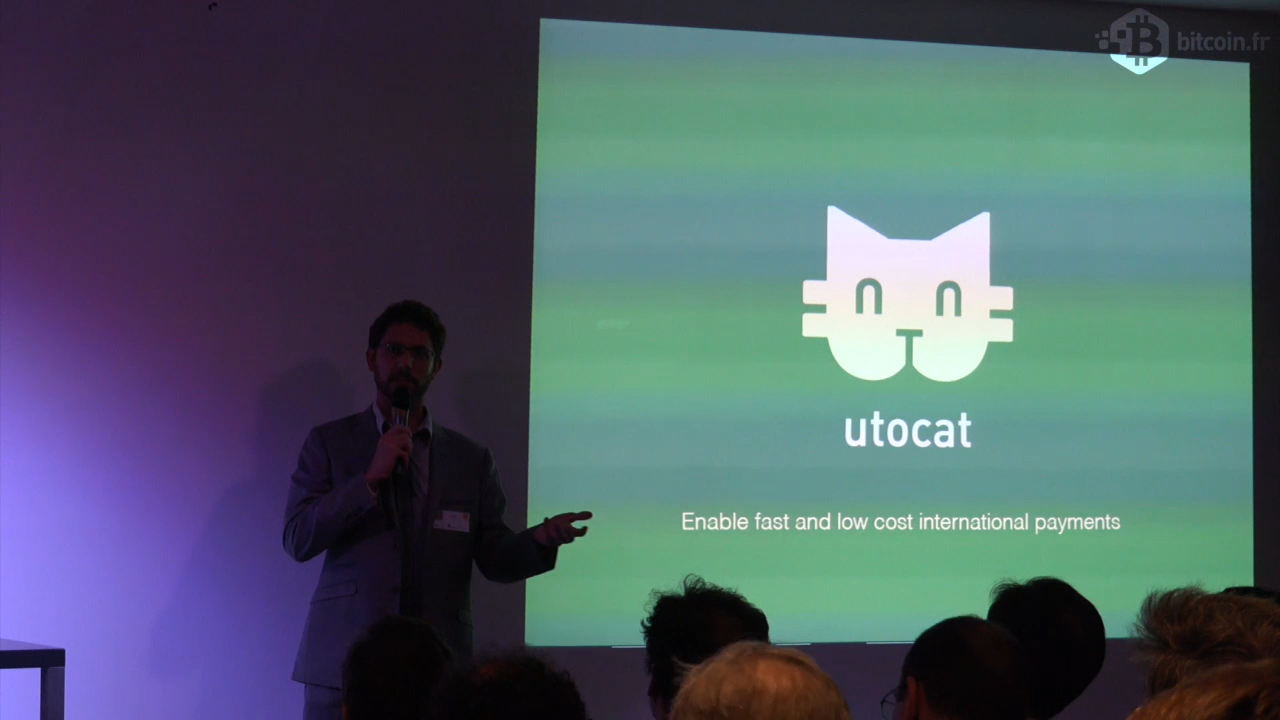 bitcoin.fr
utocat
Enable fast and low cost international payments